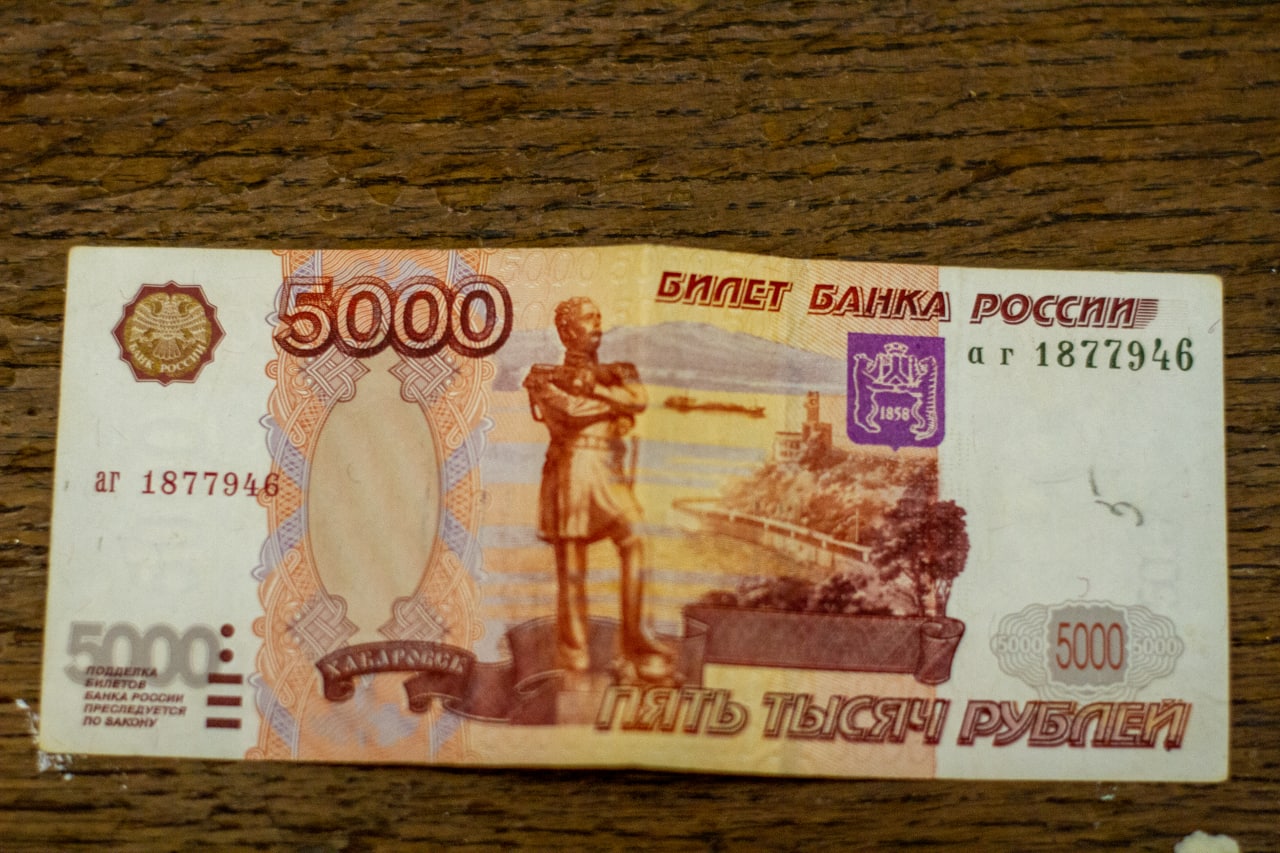 5000
БИЛЕТ БАНКА РОССИИ
БАНК РОССИИ
аг 1877946
1858
аг 1877946
5
5000
ПОДДЕЛКА
БИЛЕТОВ
БАНКА РОССИИ
ПРЕСЛЕДУЕТСЯ
ПО ЗАКОНУ
ХАБАРОВСК
5000 5000 5000
ПЯТЬ ТЫСЯЧ РУБЛЕЙ